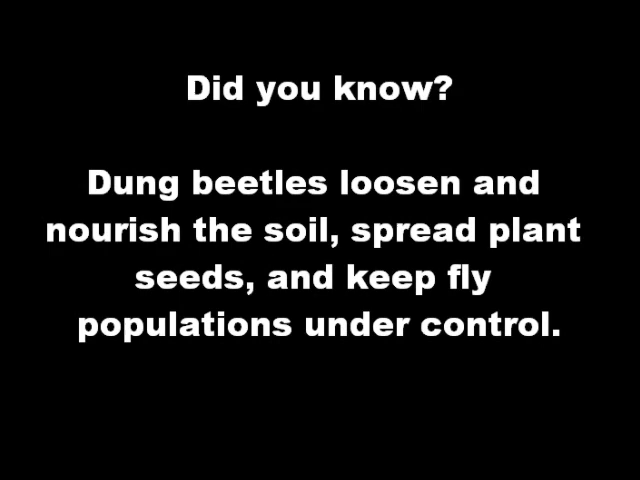 Did you know?
Dung beetles loosen and
nourish the soil, spread plant
seeds, and keep fly
populations under control.